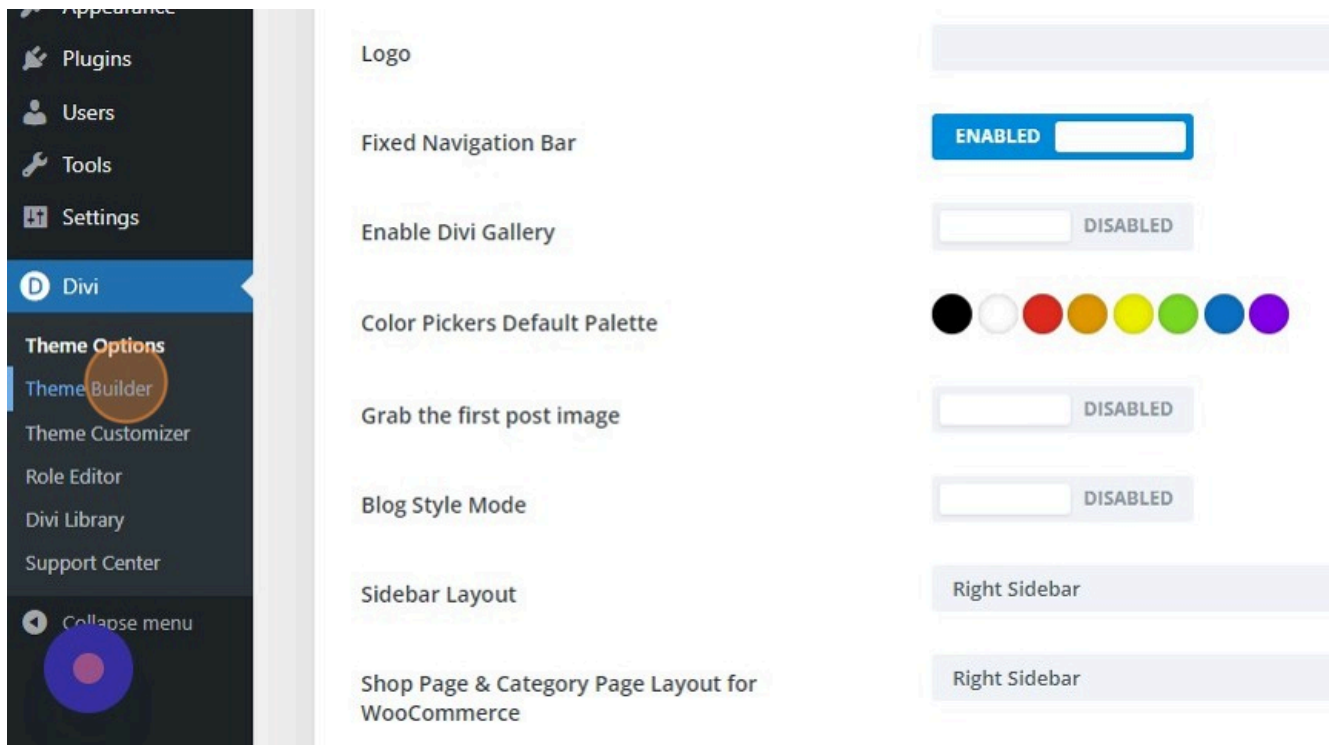 Appearance
Plugins
Users
Tools
Settings
D Divi
Theme Options
Theme Builder
Theme Customizer
Role Editor
Divi Library
Support Center
Collapse menu
Logo
Fixed Navigation Bar
ENABLED
Enable Divi Gallery
DISABLED
Color Pickers Default Palette
Grab the first post image
DISABLED
Blog Style Mode
DISABLED
Sidebar Layout
Right Sidebar
Shop Page & Category Page Layout for
WooCommerce
Right Sidebar